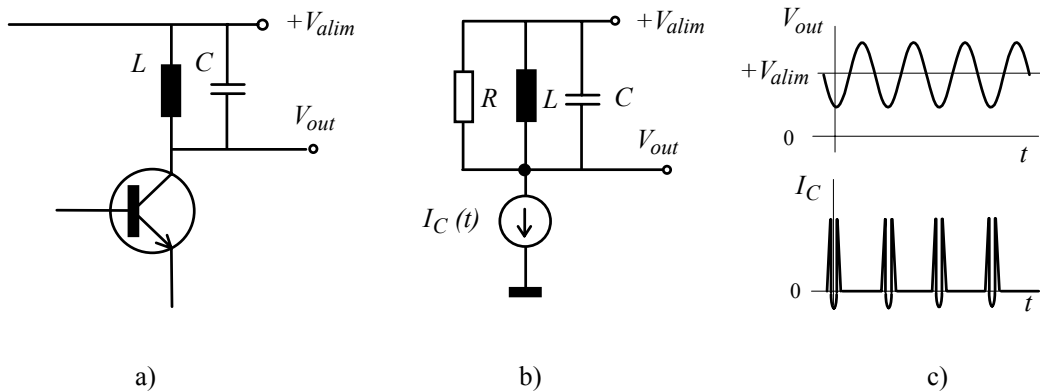 +Valim
L C
Vout
a)
+Valim
R L C
Vout
IC (t)
b)
Vout
+Valim
0
t
IC
0
t
c)